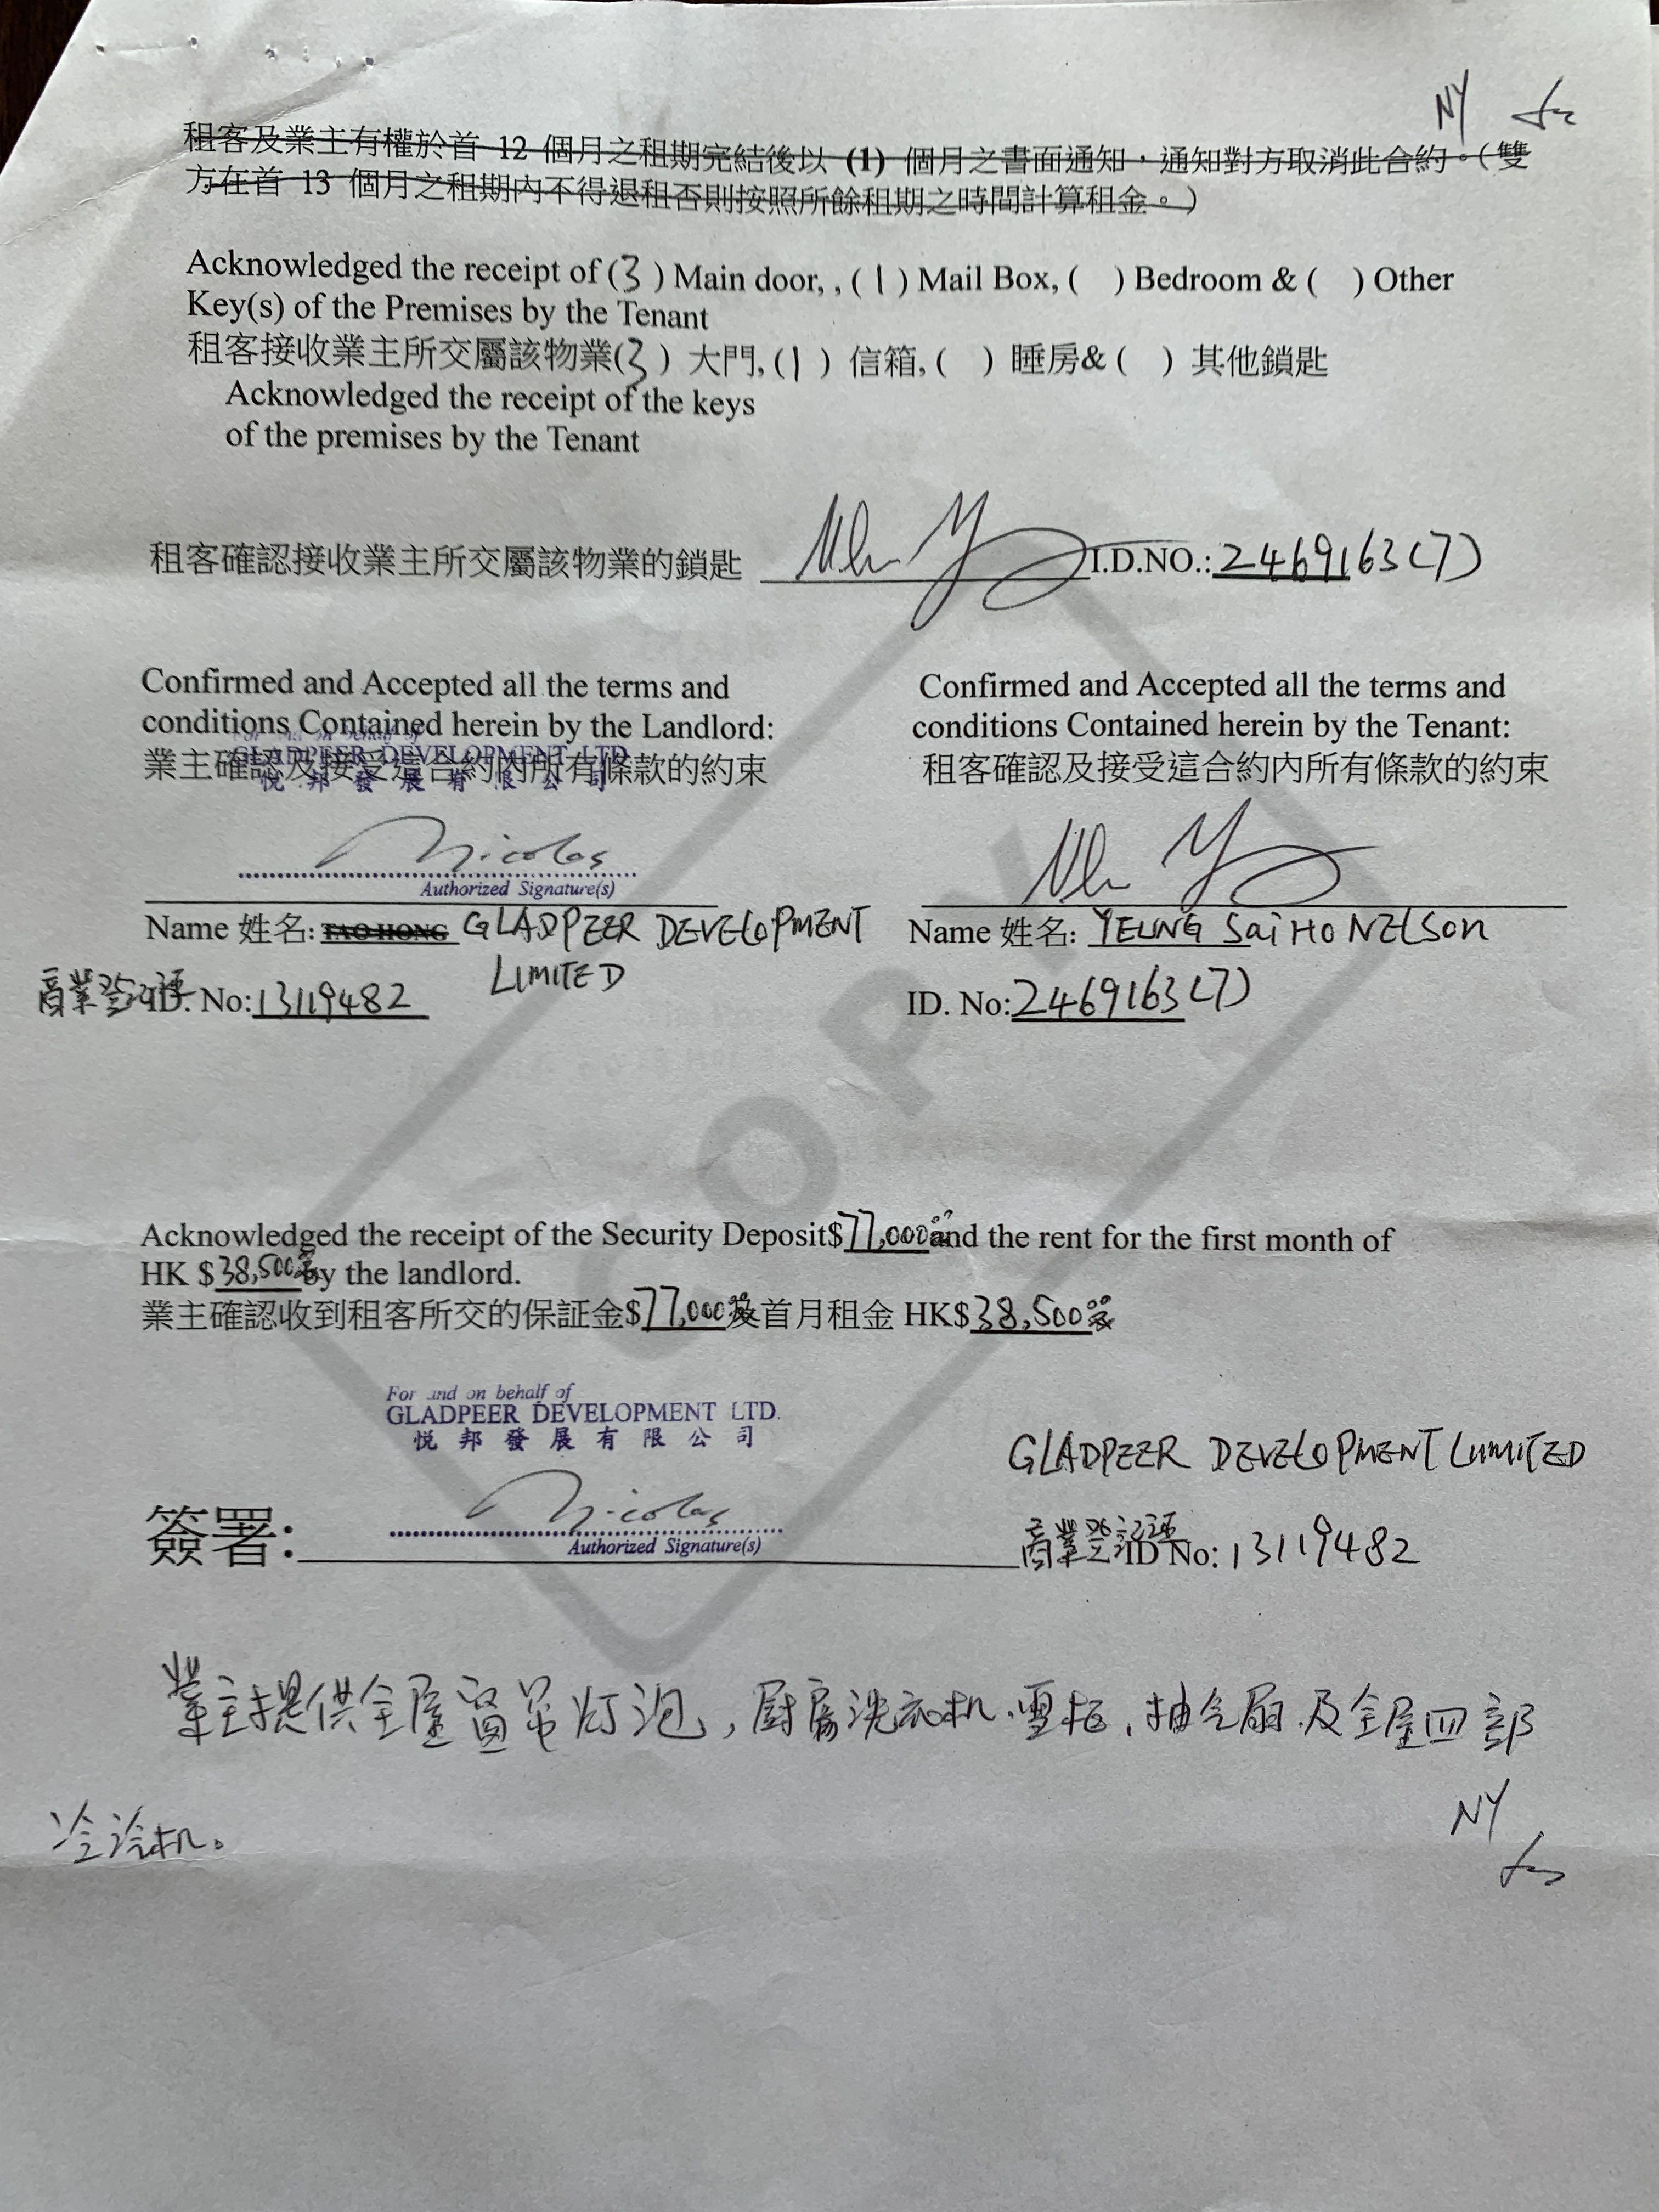 NY
租客及業主有權於首 12 個月之租期完結後以 (1) 個月之書面通知，通知對方取消此合約。（雙
方在首 13 個月之租期內不得退租否則按照所餘租期之時間計算租金。）
Acknowledged the receipt of (3) Main door, , (1) Mail Box, ( ) Bedroom & ( ) Other
Key(s) of the Premises by the Tenant
租客接收業主所交屬該物業(3) 大門, (1) 信箱, ( ) 睡房& ( ) 其他鎖匙
Acknowledged the receipt of the keys
of the premises by the Tenant
租客確認接收業主所交屬該物業的鎖匙 I.D.NO.: 2469163(7)
Confirmed and Accepted all the terms and
conditions Contained herein by the Landlord:
For and on behalf of
GLADPEER DEVELOPMENT LTD.
悅邦發展有限公司
業主確認及接受這合約內所有條款的約束
Nicolas
Authorized Signature(s)
Name 姓名: TAO HONG GLADPEER DEVELOPMENT
LIMITED
商業登記證 ID. No: 13119482
Confirmed and Accepted all the terms and
conditions Contained herein by the Tenant:
租客確認及接受這合約內所有條款的約束
Name 姓名: YEUNG Sai HO NELSON
ID. No: 2469163(7)
COPY
Acknowledged the receipt of the Security Deposit$77,000.00 and the rent for the first month of
HK $38,500.00 by the landlord.
業主確認收到租客所交的保証金$77,000.00及首月租金 HK$38,500.00
For and on behalf of
GLADPEER DEVELOPMENT LTD.
悅邦發展有限公司
GLADPEER DEVELOPMENT LIMITED
簽署: Nicolas
Authorized Signature(s)
商業登記證 ID No: 13119482
業主提供全屋窗帘灯泡，厨房洗衣机、雪柜、抽气扇及全屋四部
冷气机。
NY